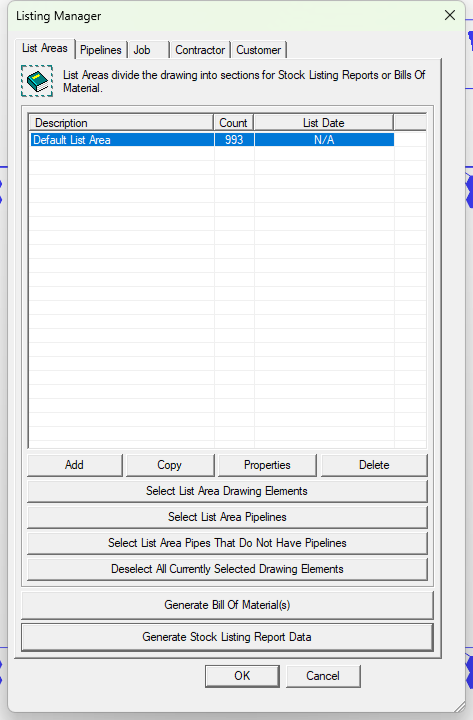 Listing Manager
List Areas Pipelines Job Contractor Customer
List Areas divide the drawing into sections for Stock Listing Reports or Bills Of
Material.
Description Count List Date
Default List Area 993 N/A
Add Copy Properties Delete
Select List Area Drawing Elements
Select List Area Pipelines
Select List Area Pipes That Do Not Have Pipelines
Deselect All Currently Selected Drawing Elements
Generate Bill Of Material(s)
Generate Stock Listing Report Data
OK Cancel